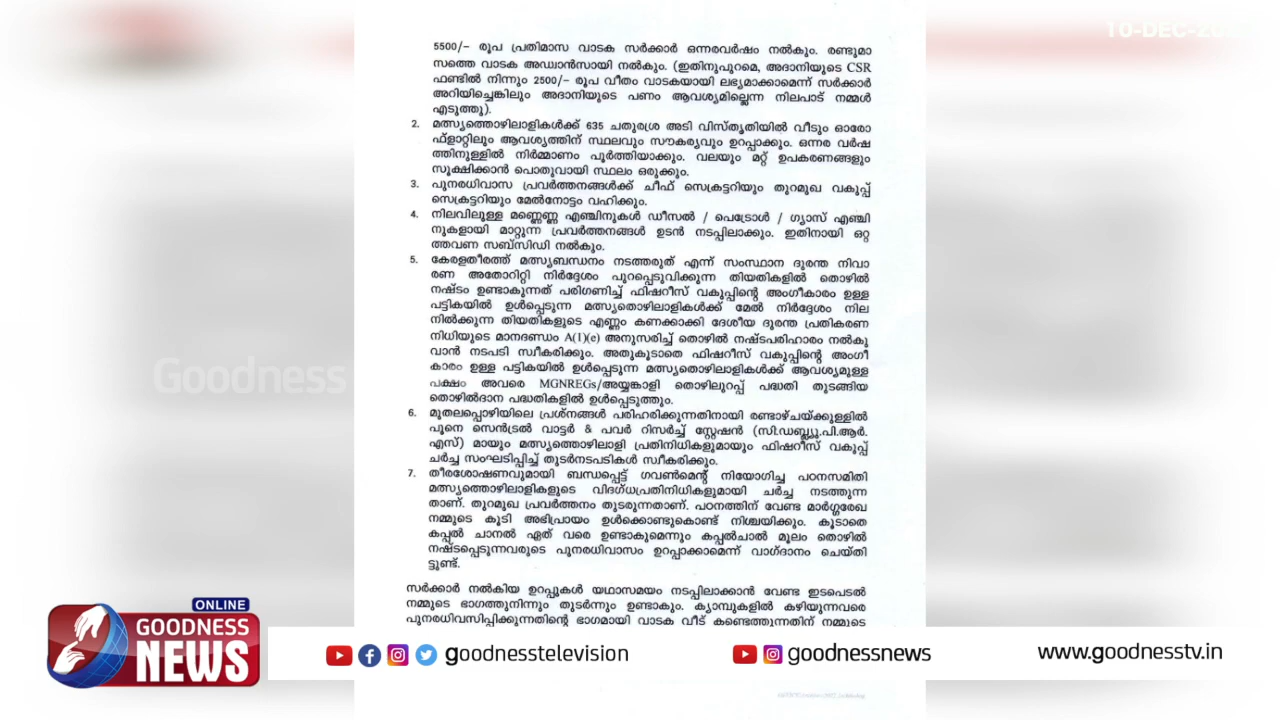 10-DEC-20
5500/- രൂപ പ്രതിമാസ വാടക സർക്കാർ ഒന്നരവർഷം നൽകും. രണ്ടുമാ
സത്തെ വാടക അഡ്വാൻസായി നൽകും. (ഇതിനുപുറമെ, അദാനിയുടെ CSR
ഫണ്ടിൽ നിന്നും 2500/- രൂപ വീതം വാടകയായി ലഭ്യമാക്കാമെന്ന് സർക്കാർ
അറിയിച്ചെങ്കിലും അദാനിയുടെ പണം ആവശ്യമില്ലെന്ന നിലപാട് നമ്മൾ
എടുത്തു).
2. മത്സ്യത്തൊഴിലാളികൾക്ക് 635 ചതുരശ്ര അടി വിസ്തൃതിയിൽ വീടും ഓരോ
ഫ്ളാറ്റിലും ആവശ്യത്തിന് സ്ഥലവും സൗകര്യവും ഉറപ്പാക്കും. ഒന്നര വർഷ
ത്തിനുള്ളിൽ നിർമ്മാണം പൂർത്തിയാക്കും. വലയും മറ്റ് ഉപകരണങ്ങളും
സൂക്ഷിക്കാൻ പൊതുവായി സ്ഥലം ഒരുക്കും.
3. പുനരധിവാസ പ്രവർത്തനങ്ങൾക്ക് ചീഫ് സെക്രട്ടറിയും തുറമുഖ വകുപ്പ്
സെക്രട്ടറിയും മേൽനോട്ടം വഹിക്കും.
4. നിലവിലുള്ള മണ്ണെണ്ണ എഞ്ചിനുകൾ ഡീസൽ / പെട്രോൾ / ഗ്യാസ് എഞ്ചി
നുകളായി മാറ്റുന്ന പ്രവർത്തനങ്ങൾ ഉടൻ നടപ്പിലാക്കും. ഇതിനായി ഒറ്റ
ത്തവണ സബ്സിഡി നൽകും.
5. കേരളതീരത്ത് മത്സ്യബന്ധനം നടത്തരുത് എന്ന് സംസ്ഥാന ദുരന്ത നിവാ
രണ അതോറിറ്റി നിർദ്ദേശം പുറപ്പെടുവിക്കുന്ന തിയതികളിൽ തൊഴിൽ
നഷ്ടം ഉണ്ടാകുന്നത് പരിഗണിച്ച് ഫിഷറീസ് വകുപ്പിന്റെ അംഗീകാരം ഉള്ള
പട്ടികയിൽ ഉൾപ്പെടുന്ന മത്സ്യതൊഴിലാളികൾക്ക് മേൽ നിർദ്ദേശം നില
നിൽക്കുന്ന തിയതികളുടെ എണ്ണം കണക്കാക്കി ദേശീയ ദുരന്ത പ്രതികരണ
നിധിയുടെ മാനദണ്ഡം A(1)(e) അനുസരിച്ച് തൊഴിൽ നഷ്ടപരിഹാരം നൽകു
വാൻ നടപടി സ്വീകരിക്കും. അതുകൂടാതെ ഫിഷറീസ് വകുപ്പിന്റെ അംഗീ
കാരം ഉള്ള പട്ടികയിൽ ഉൾപ്പെടുന്ന മത്സ്യതൊഴിലാളികൾക്ക് ആവശ്യമുള്ള
പക്ഷം അവരെ MGNREGs/അയ്യങ്കാളി തൊഴിലുറപ്പ് പദ്ധതി തുടങ്ങിയ
തൊഴിൽദാന പദ്ധതികളിൽ ഉൾപ്പെടുത്തും.
6. മുതലപ്പൊഴിയിലെ പ്രശ്നങ്ങൾ പരിഹരിക്കുന്നതിനായി രണ്ടാഴ്ചയ്ക്കുള്ളിൽ
പൂനെ സെൻട്രൽ വാട്ടർ & പവർ റിസർച്ച് സ്റ്റേഷൻ (സി.ഡബ്ല്യു.പി.ആർ.
എസ്) മായും മത്സ്യത്തൊഴിലാളി പ്രതിനിധികളുമായും ഫിഷറീസ് വകുപ്പ്
ചർച്ച സംഘടിപ്പിച്ച് തുടർനടപടികൾ സ്വീകരിക്കും.
7. തീരശോഷണവുമായി ബന്ധപ്പെട്ട് ഗവൺമെന്റ് നിയോഗിച്ച പഠനസമിതി
മത്സ്യത്തൊഴിലാളികളുടെ വിദഗ്ധപ്രതിനിധികളുമായി ചർച്ച നടത്തുന്ന
താണ്. തുറമുഖ പ്രവർത്തനം തുടരുന്നതാണ്. പഠനത്തിന് വേണ്ട മാർഗ്ഗരേഖ
നമ്മുടെ കൂടി അഭിപ്രായം ഉൾക്കൊണ്ടുകൊണ്ട് നിശ്ചയിക്കും. കൂടാതെ
കപ്പൽ ചാനൽ ഏത് വരെ ഉണ്ടാകുമെന്നും കപ്പൽചാൽ മൂലം തൊഴിൽ
നഷ്ടപ്പെടുന്നവരുടെ പുനരധിവാസം ഉറപ്പാക്കാമെന്ന് വാഗ്ദാനം ചെയ്തി
ട്ടുണ്ട്.
സർക്കാർ നൽകിയ ഉറപ്പുകൾ യഥാസമയം നടപ്പിലാക്കാൻ വേണ്ട ഇടപെടൽ
നമ്മുടെ ഭാഗത്തുനിന്നും തുടർന്നും ഉണ്ടാകും. ക്യാമ്പുകളിൽ കഴിയുന്നവരെ
പുനരധിവസിപ്പിക്കുന്നതിന്റെ ഭാഗമായി വാടക വീട് കണ്ടെത്തുന്നതിന് നമ്മുടെ
Goodness
ONLINE
GOODNESS
NEWS
goodnesstelevision
goodnessnews
www.goodnesstv.in